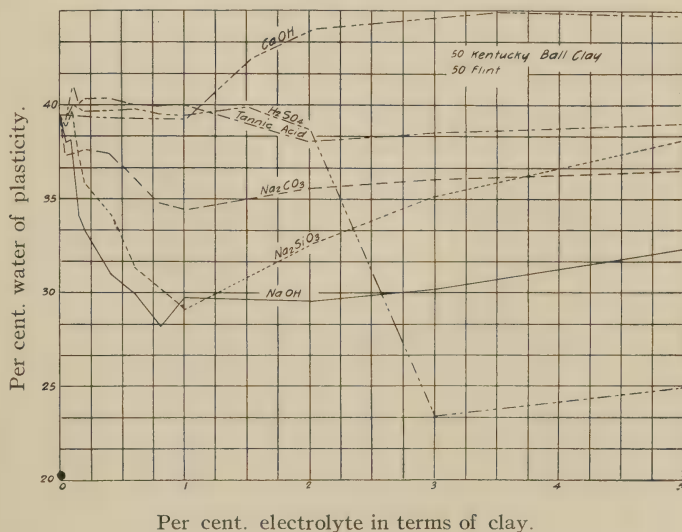 CaOH
50 Kentucky Ball Clay
50 Flint
40
H2SO4
Tannic Acid
Na2CO3
35
Na2SiO3
30
NaOH
25
20
0 1 2 3 4 5
Per cent. water of plasticity.
Per cent. electrolyte in terms of clay.